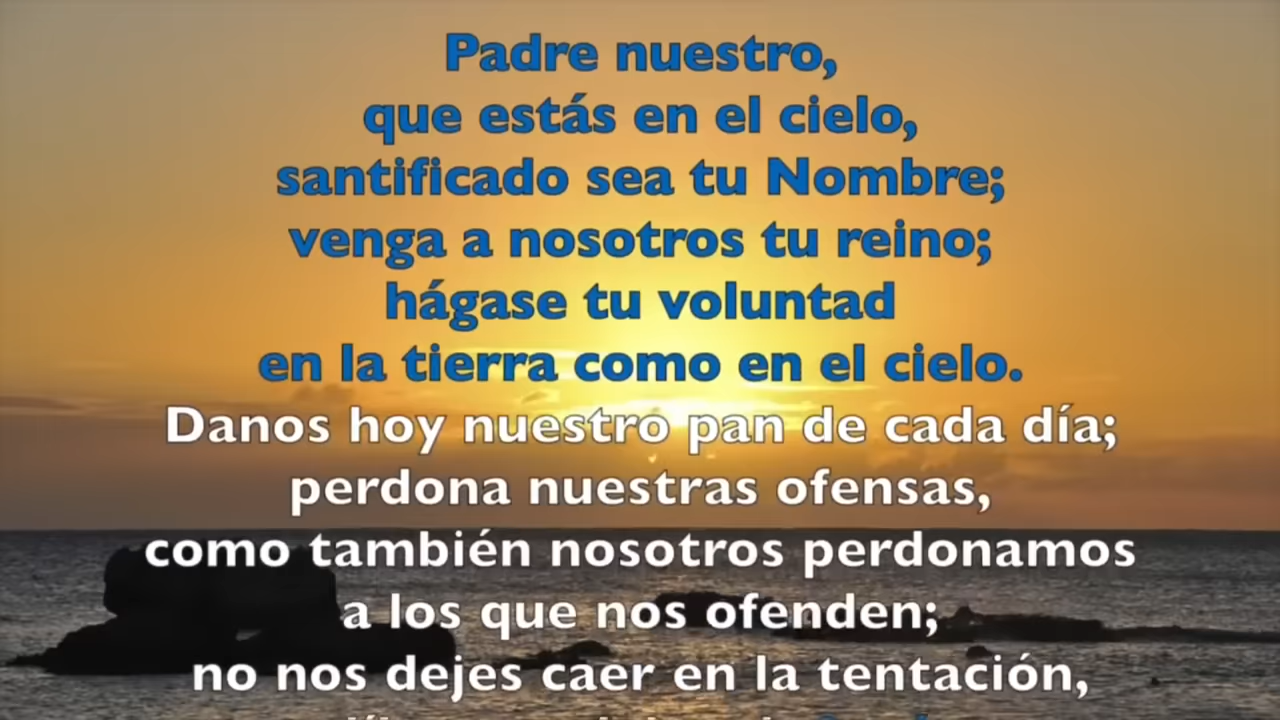 Padre nuestro,
que estás en el cielo,
santificado sea tu Nombre;
venga a nosotros tu reino;
hágase tu voluntad
en la tierra como en el cielo.
Danos hoy nuestro pan de cada día;
perdona nuestras ofensas,
como también nosotros perdonamos
a los que nos ofenden;
no nos dejes caer en la tentación,